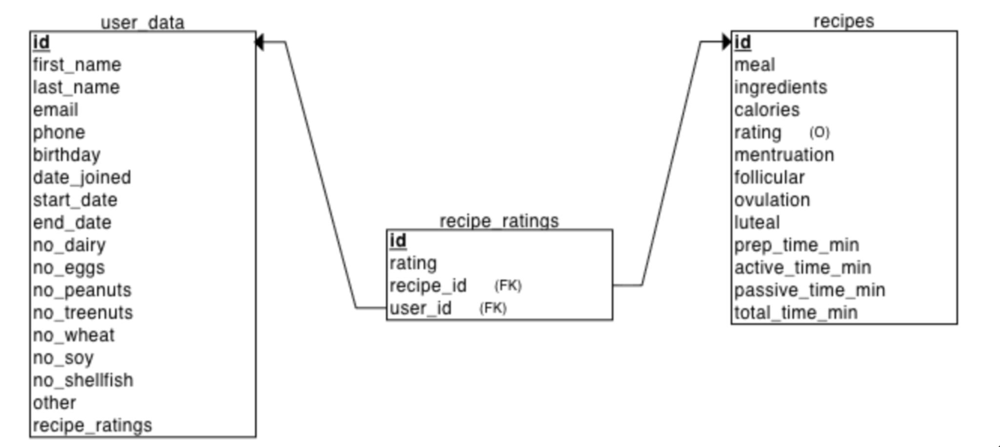 user_data
id
first_name
last_name
email
phone
birthday
date_joined
start_date
end_date
no_dairy
no_eggs
no_peanuts
no_treenuts
no_wheat
no_soy
no_shellfish
other
recipe_ratings
recipe_ratings
id
rating
recipe_id (FK)
user_id (FK)
recipes
id
meal
ingredients
calories
rating (O)
mentruation
follicular
ovulation
luteal
prep_time_min
active_time_min
passive_time_min
total_time_min